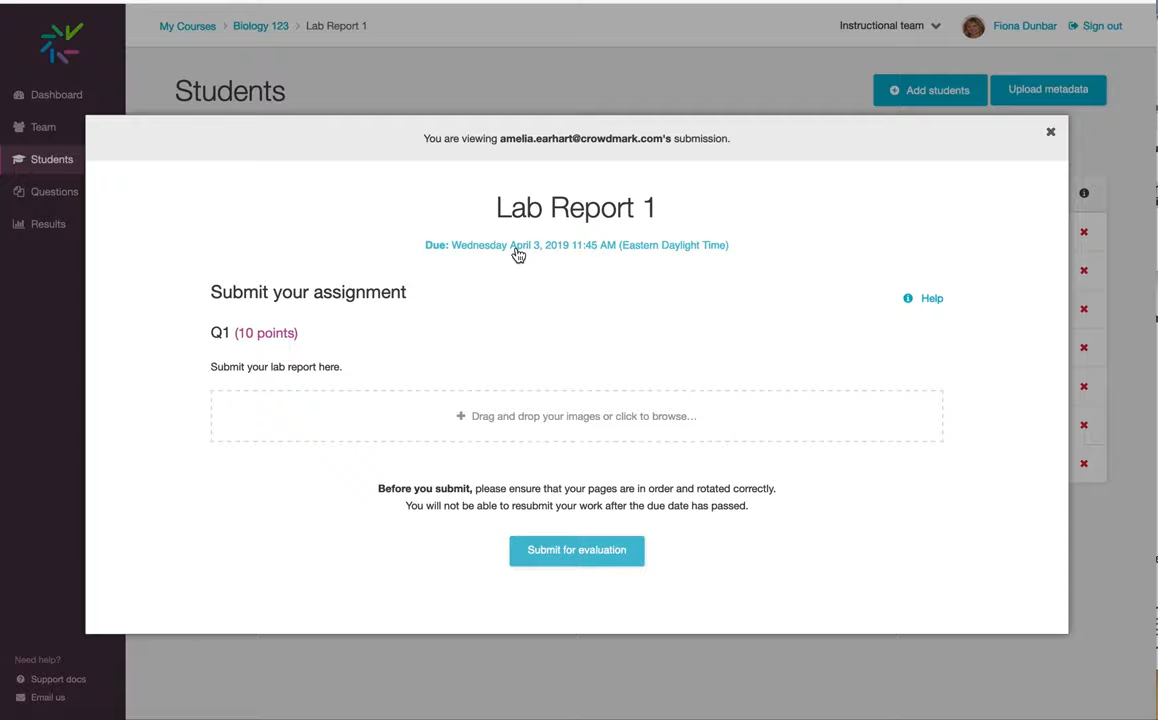 My Courses > Biology 123 > Lab Report 1
Instructional team
Fiona Dunbar
Sign out
Dashboard
Team
Students
Questions
Results
Students
Add students
Upload metadata
You are viewing amelia.earhart@crowdmark.com's submission.
Lab Report 1
Due: Wednesday April 3, 2019 11:45 AM (Eastern Daylight Time)
Submit your assignment
Help
Q1 (10 points)
Submit your lab report here.
Drag and drop your images or click to browse...
Before you submit, please ensure that your pages are in order and rotated correctly.
You will not be able to resubmit your work after the due date has passed.
Submit for evaluation
Need help?
Support docs
Email us